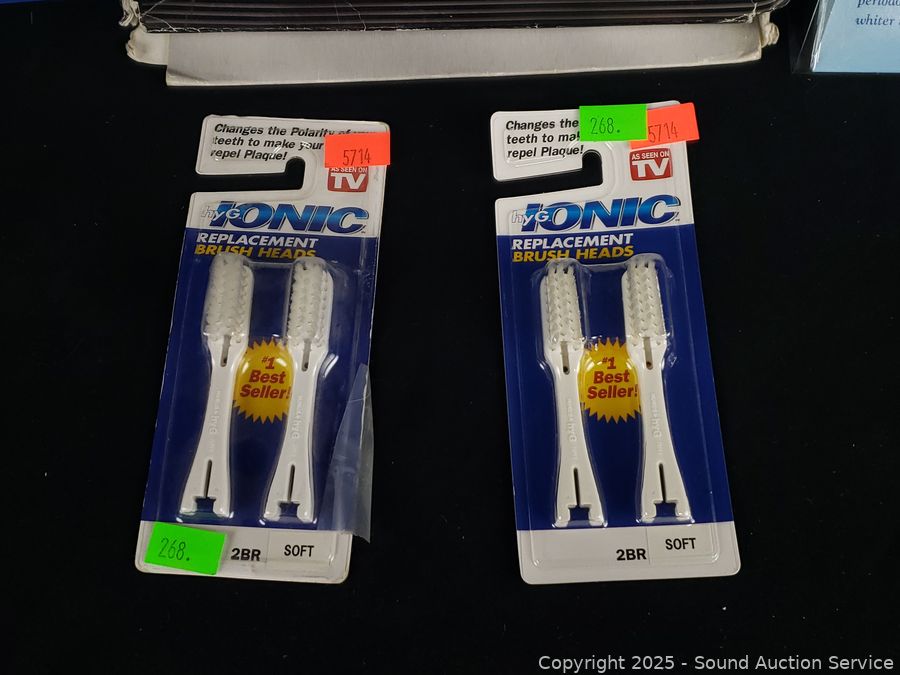 whiter
Changes the Polarity of
teeth to make your
repel Plaque!
5714
AS SEEN ON
TV
hyG IONIC
REPLACEMENT
BRUSH HEADS
#1
Best
Seller!
268.
2BR
SOFT
Changes the
teeth to
repel Plaque!
268.
5714
AS SEEN ON
TV
hyG IONIC
REPLACEMENT
BRUSH HEADS
#1
Best
Seller!
2BR
SOFT
Copyright © 2025 - Sound Auction Service